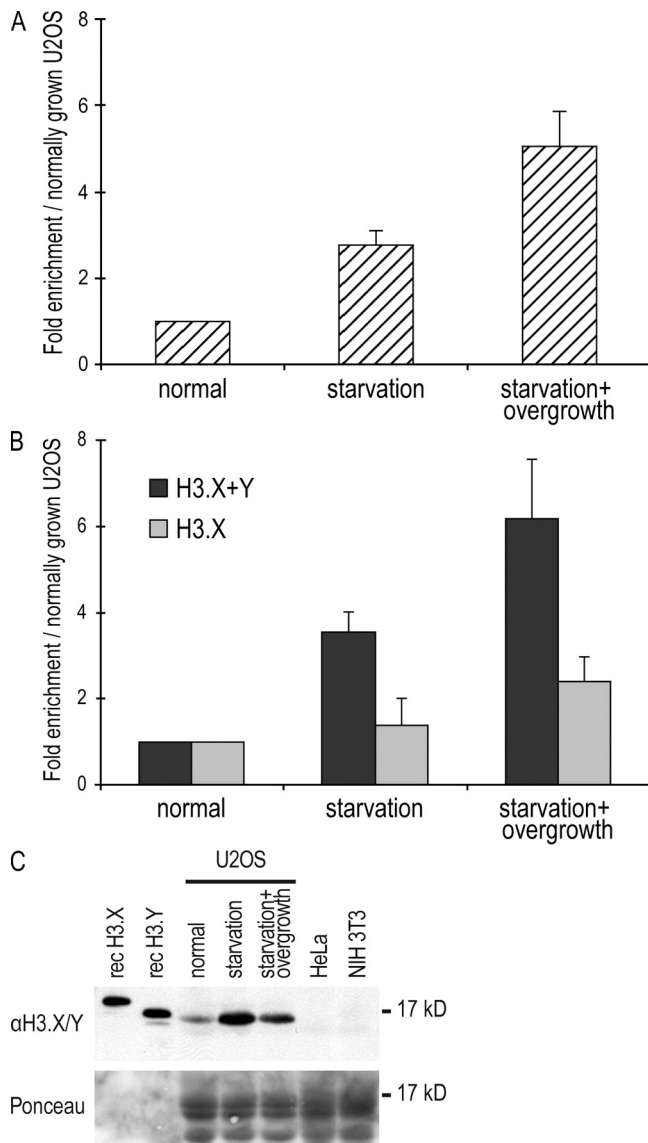 A
Fold enrichment / normally grown U2OS
8
6
4
2
0
normal
starvation
starvation+
overgrowth
B
Fold enrichment / normally grown U2OS
8
6
4
2
0
H3.X+Y
H3.X
normal
starvation
starvation+
overgrowth
C
U2OS
rec H3.X
rec H3.Y
normal
starvation
starvation+
overgrowth
HeLa
NIH 3T3
αH3.X/Y
- 17 kD
Ponceau
- 17 kD